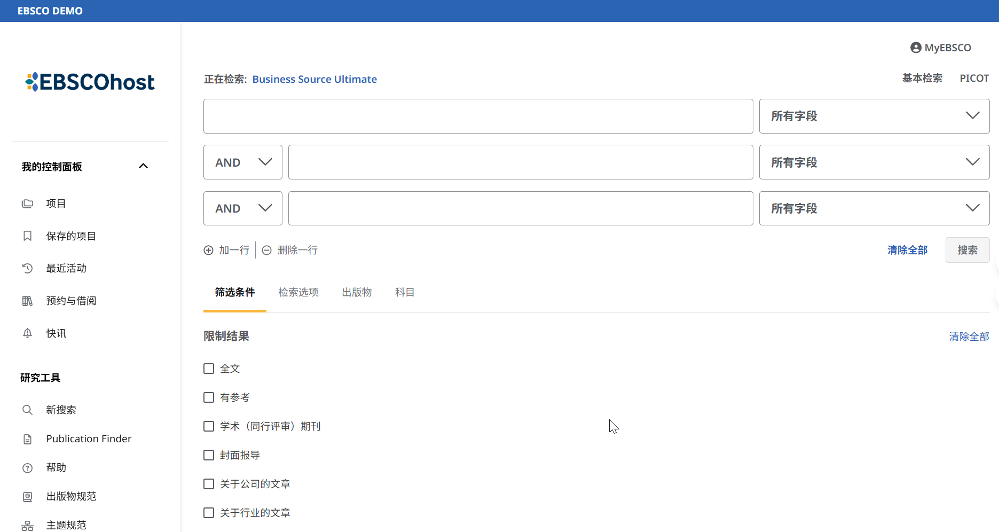 EBSCO DEMO
EBSCOhost
我的控制面板
项目
保存的项目
最近活动
预约与借阅
快讯
研究工具
新搜索
Publication Finder
帮助
出版物规范
主题规范
MyEBSCO
正在检索: Business Source Ultimate
基本检索 PICOT
所有字段
AND 所有字段
AND 所有字段
加一行 删除一行 清除全部 搜索
筛选条件 检索选项 出版物 科目
限制结果 清除全部
全文
有参考
学术（同行评审）期刊
封面报导
关于公司的文章
关于行业的文章